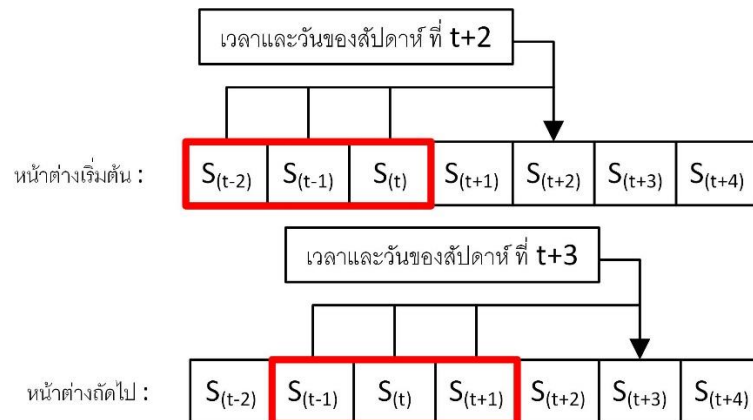 เวลาและวันของสัปดาห์ ที่ t+2
หน้าต่างเริ่มต้น : S(t-2) S(t-1) S(t) S(t+1) S(t+2) S(t+3) S(t+4)
เวลาและวันของสัปดาห์ ที่ t+3
หน้าต่างถัดไป : S(t-2) S(t-1) S(t) S(t+1) S(t+2) S(t+3) S(t+4)